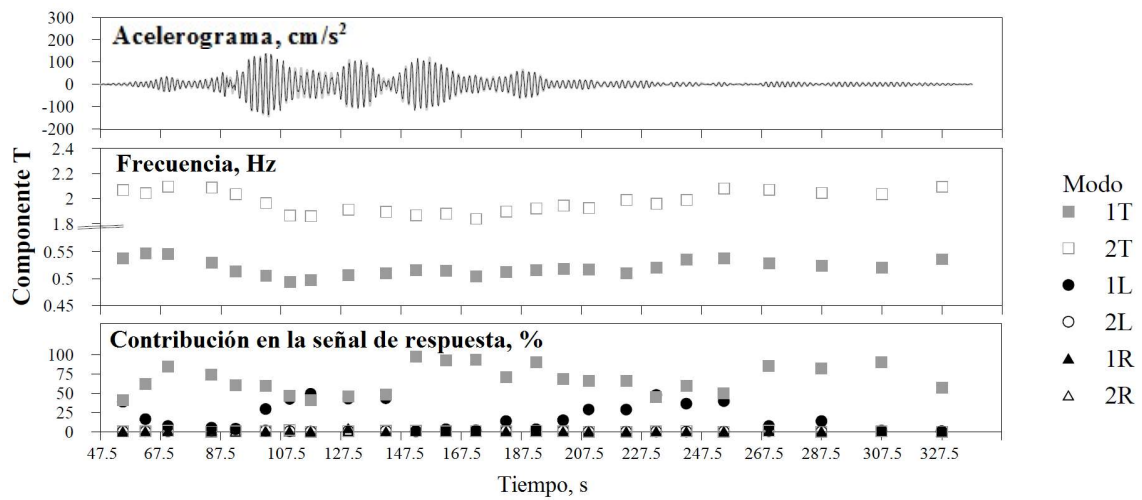 Componente T
Acelerograma, cm/s²
300
200
100
0
-100
-200
Frecuencia, Hz
2.4
2.2
2
1.8
0.55
0.5
0.45
Contribución en la señal de respuesta, %
100
75
50
25
0
47.5 67.5 87.5 107.5 127.5 147.5 167.5 187.5 207.5 227.5 247.5 267.5 287.5 307.5 327.5
Tiempo, s
Modo
1T
2T
1L
2L
1R
2R